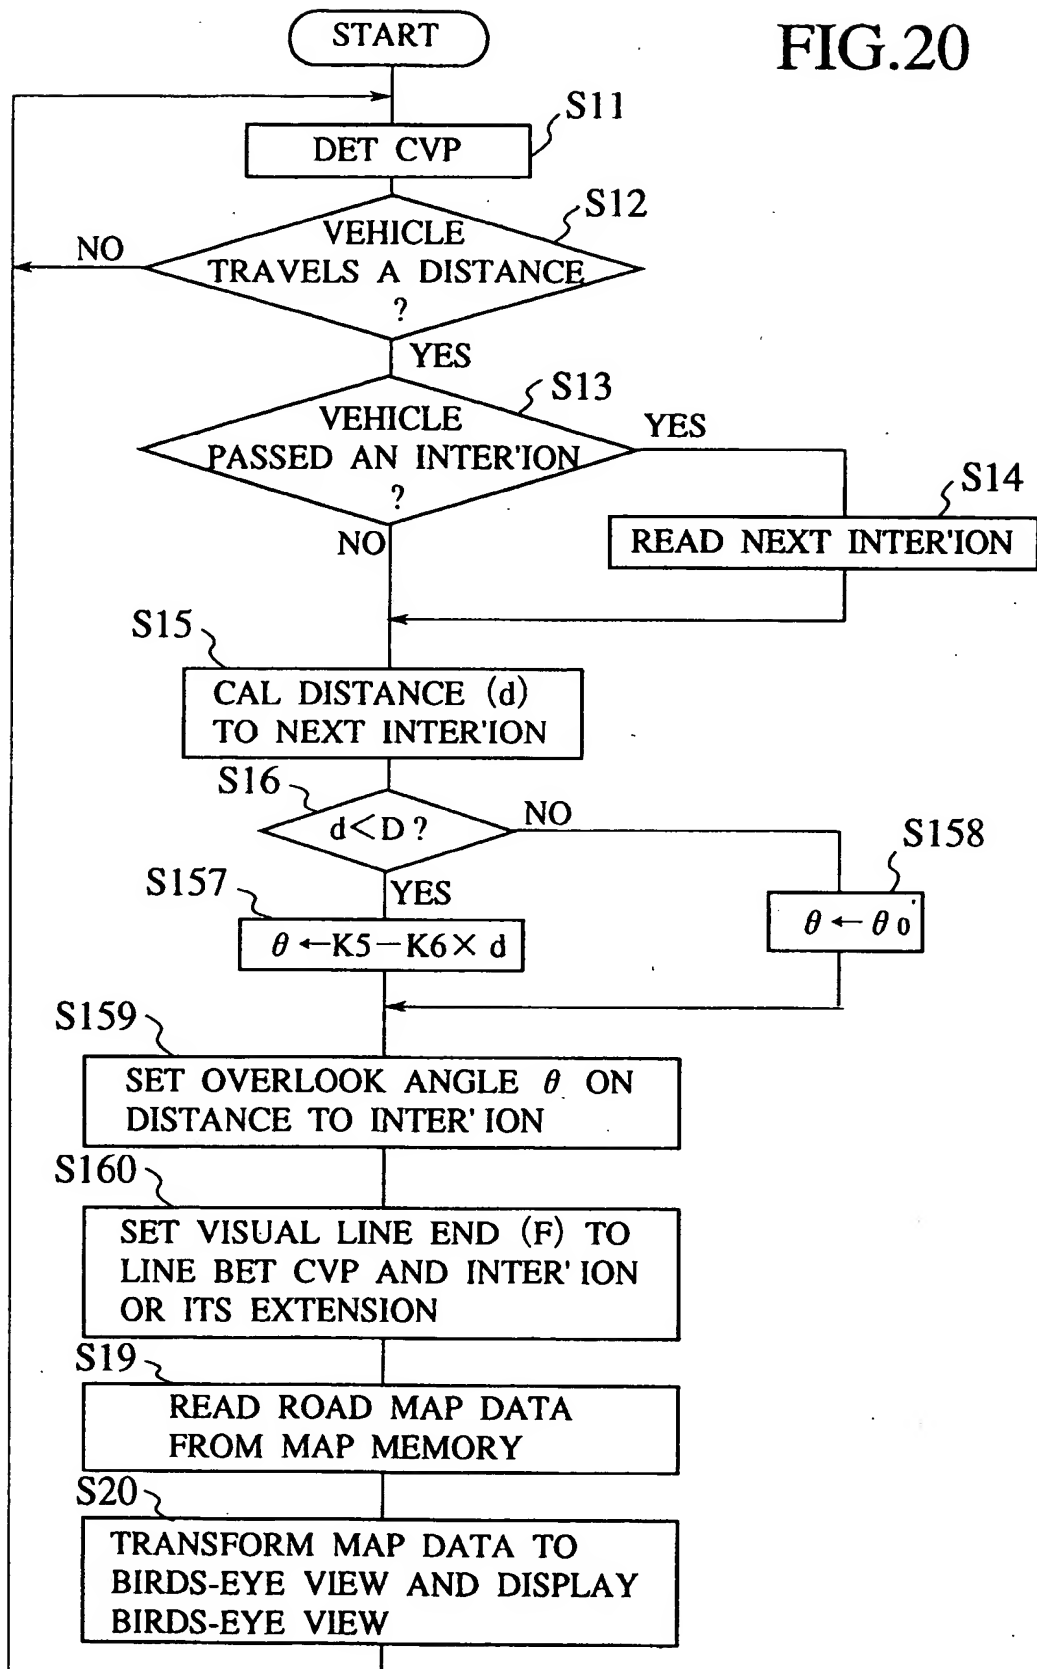 START
FIG.20
S11
DET CVP
S12
VEHICLE
TRAVELS A DISTANCE
?
NO
YES
S13
VEHICLE
PASSED AN INTER'ION
?
YES
NO
S14
READ NEXT INTER'ION
S15
CAL DISTANCE (d)
TO NEXT INTER'ION
S16
d<D?
NO
YES
S157
θ ←K5−K6× d
S158
θ ← θ0
S159
SET OVERLOOK ANGLE θ ON
DISTANCE TO INTER'ION
S160
SET VISUAL LINE END (F) TO
LINE BET CVP AND INTER'ION
OR ITS EXTENSION
S19
READ ROAD MAP DATA
FROM MAP MEMORY
S20
TRANSFORM MAP DATA TO
BIRDS-EYE VIEW AND DISPLAY
BIRDS-EYE VIEW